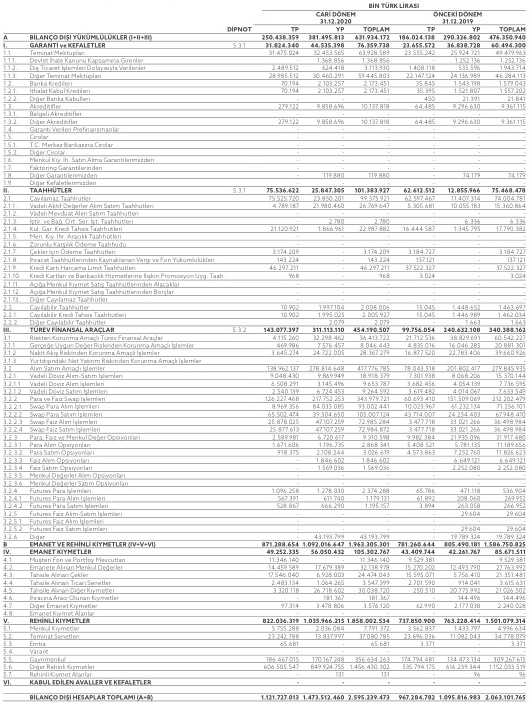 BİN TÜRK LİRASI
CARİ DÖNEM ÖNCEKİ DÖNEM
31.12.2020 31.12.2019
DİPNOT TP YP TOPLAM TP YP TOPLAM
A BİLANÇO DIŞI YÜKÜMLÜLÜKLER (I+II+III) 250.438.359 381.495.813 631.934.172 186.024.138 290.326.802 476.350.940
I. GARANTİ ve KEFALETLER 5.3.1 31.824.340 44.535.398 76.359.738 23.655.572 36.838.728 60.494.300
1.1. Teminat Mektupları 31.475.024 32.453.565 63.928.589 23.555.242 25.924.721 49.479.963
1.1.1. Devlet İhale Kanunu Kapsamına Girenler - 1.368.856 1.368.856 - 1.252.136 1.252.136
1.1.2. Dış Ticaret İşlemleri Dolayısıyla Verilenler 2.489.512 624.418 3.113.930 1.408.118 535.596 1.943.714
1.1.3. Diğer Teminat Mektupları 28.985.512 30.460.291 59.445.803 22.147.124 24.136.989 46.284.113
1.2. Banka Kredileri 70.194 2.103.257 2.173.451 35.845 1.543.198 1.579.043
1.2.1. İthalat Kabul Kredileri 70.194 2.103.257 2.173.451 35.395 1.521.807 1.557.202
1.2.2. Diğer Banka Kabulleri - - - 450 21.391 21.841
1.3. Akreditifler 279.122 9.858.696 10.137.818 64.485 9.296.630 9.361.115
1.3.1. Belgeli Akreditifler - - - - - -
1.3.2. Diğer Akreditifler 279.122 9.858.696 10.137.818 64.485 9.296.630 9.361.115
1.4. Garanti Verilen Prefinansmanlar - - - - - -
1.5. Cirolar - - - - - -
1.5.1. T.C. Merkez Bankasına Cirolar - - - - - -
1.5.2. Diğer Cirolar - - - - - -
1.6. Menkul Kıy. İh. Satın Alma Garantilerimizden - - - - - -
1.7. Faktoring Garantilerinden - - - - - -
1.8. Diğer Garantilerimizden - 119.880 119.880 - 74.179 74.179
1.9. Diğer Kefaletlerimizden - - - - - -
II. TAAHHÜTLER 5.3.1 75.536.622 25.847.305 101.383.927 62.612.512 12.855.966 75.468.478
2.1. Cayılamaz Taahhütler 75.525.720 23.850.201 99.375.921 62.597.467 11.407.314 74.004.781
2.1.1. Vadeli Aktif Değerler Alım Satım Taahhütleri 4.789.187 21.980.460 26.769.647 5.305.681 10.055.183 15.360.864
2.1.2. Vadeli Mevduat Alım Satım Taahhütleri - - - - - -
2.1.3. İştir. ve Bağ. Ort. Ser. İşt. Taahhütleri - 2.780 2.780 - 6.336 6.336
2.1.4. Kul. Gar. Kredi Tahsis Taahhütleri 21.120.921 1.866.961 22.987.882 16.444.587 1.345.795 17.790.382
2.1.5. Men. Kıy. İhr. Aracılık Taahhütleri - - - - - -
2.1.6. Zorunlu Karşılık Ödeme Taahhüdü - - - - - -
2.1.7. Çekler İçin Ödeme Taahhütleri 3.174.209 - 3.174.209 3.184.727 - 3.184.727
2.1.8. İhracat Taahhütlerinden Kaynaklanan Vergi ve Fon Yükümlülükleri 143.224 - 143.224 137.121 - 137.121
2.1.9. Kredi Kartı Harcama Limit Taahhütleri 46.297.211 - 46.297.211 37.522.327 - 37.522.327
2.1.10. Kredi Kartları ve Bankacılık Hizmetlerine İlişkin Promosyon Uyg. Taah. 968 - 968 3.024 - 3.024
2.1.11. Açığa Menkul Kıymet Satış Taahhütlerinden Alacaklar - - - - - -
2.1.12. Açığa Menkul Kıymet Satış Taahhütlerinden Borçlar - - - - - -
2.1.13. Diğer Cayılamaz Taahhütler - - - - - -
2.2. Cayılabilir Taahhütler 10.902 1.997.104 2.008.006 15.045 1.448.652 1.463.697
2.2.1. Cayılabilir Kredi Tahsis Taahhütleri 10.902 1.995.025 2.005.927 15.045 1.446.989 1.462.034
2.2.2. Diğer Cayılabilir Taahhütler - 2.079 2.079 - 1.663 1.663
III. TÜREV FİNANSAL ARAÇLAR 5.3.2 143.077.397 311.113.110 454.190.507 99.756.054 240.632.108 340.388.162
3.1 Riskten Korunma Amaçlı Türev Finansal Araçlar 4.115.260 32.298.462 36.413.722 21.712.536 38.829.691 60.542.227
3.1.1 Gerçeğe Uygun Değer Riskinden Korunma Amaçlı İşlemler 469.986 7.576.457 8.046.443 4.835.016 16.046.285 20.881.301
3.1.2 Nakit Akış Riskinden Korunma Amaçlı İşlemler 3.645.274 24.722.005 28.367.279 16.877.520 22.783.406 39.660.926
3.1.3 Yurtdışındaki Net Yatırım Riskinden Korunma Amaçlı İşlemler - - - - - -
3.2 Alım Satım Amaçlı İşlemler 138.962.137 278.814.648 417.776.785 78.043.518 201.802.417 279.845.935
3.2.1 Vadeli Döviz Alım-Satım İşlemleri 9.048.430 9.869.949 18.918.379 7.301.938 8.068.206 15.370.144
3.2.1.1 Vadeli Döviz Alım İşlemleri 6.508.291 3.145.496 9.653.787 3.682.456 4.054.139 7.736.595
3.2.1.2 Vadeli Döviz Satım İşlemleri 2.540.139 6.724.453 9.264.592 3.619.482 4.014.067 7.633.549
3.2.2 Para ve Faiz Swap İşlemleri 126.227.468 217.752.253 343.979.721 60.693.410 151.509.069 212.202.479
3.2.2.1 Swap Para Alım İşlemleri 8.969.356 84.033.085 93.002.441 10.023.967 61.232.134 71.256.101
3.2.2.2 Swap Para Satım İşlemleri 65.502.474 39.504.650 105.007.124 43.714.007 24.234.403 67.948.410
3.2.2.3 Swap Faiz Alım İşlemleri 25.878.025 47.107.259 72.985.284 3.477.718 33.021.266 36.498.984
3.2.2.4 Swap Faiz Satım İşlemleri 25.877.613 47.107.259 72.984.872 3.477.718 33.021.266 36.498.984
3.2.3 Para, Faiz ve Menkul Değer Opsiyonları 2.589.981 6.720.617 9.310.598 9.982.384 21.935.096 31.917.480
3.2.3.1 Para Alım Opsiyonları 1.671.606 1.196.735 2.868.341 5.408.521 5.781.135 11.189.656
3.2.3.2 Para Satım Opsiyonları 918.375 2.108.244 3.026.619 4.573.863 7.252.760 11.826.623
3.2.3.3 Faiz Alım Opsiyonları - 1.846.602 1.846.602 - 6.649.121 6.649.121
3.2.3.4 Faiz Satım Opsiyonları - 1.569.036 1.569.036 - 2.252.080 2.252.080
3.2.3.5 Menkul Değerler Alım Opsiyonları - - - - - -
3.2.3.6 Menkul Değerler Satım Opsiyonları - - - - - -
3.2.4 Futures Para İşlemleri 1.096.258 1.278.030 2.374.288 65.786 471.118 536.904
3.2.4.1 Futures Para Alım İşlemleri 567.391 611.740 1.179.131 61.892 208.060 269.952
3.2.4.2 Futures Para Satım İşlemleri 528.867 666.290 1.195.157 3.894 263.058 266.952
3.2.5 Futures Faiz Alım-Satım İşlemleri - - - - 29.604 29.604
3.2.5.1 Futures Faiz Alım İşlemleri - - - - - -
3.2.5.2 Futures Faiz Satım İşlemleri - - - - 29.604 29.604
3.2.6 Diğer - 43.193.799 43.193.799 - 19.789.324 19.789.324
B EMANET VE REHİNLİ KIYMETLER (IV+V+VI) 871.288.654 1.092.016.647 1.963.305.301 781.260.644 805.490.181 1.586.750.825
IV. EMANET KIYMETLER 49.252.335 56.050.432 105.302.767 43.409.744 42.261.767 85.671.511
4.1. Müşteri Fon ve Portföy Mevcutları 11.346.140 - 11.346.140 9.529.381 - 9.529.381
4.2. Emanete Alınan Menkul Değerler 14.459.589 17.679.389 32.138.978 15.270.202 12.493.790 27.763.992
4.3. Tahsile Alınan Çekler 17.546.040 6.928.003 24.474.043 15.595.071 5.756.410 21.351.481
4.4. Tahsile Alınan Ticari Senetler 2.483.134 1.064.265 3.547.399 2.701.590 914.041 3.615.631
4.5. Tahsile Alınan Diğer Kıymetler 3.320.118 26.718.602 30.038.720 250.510 20.775.992 21.026.502
4.6. İhracına Aracı Olunan Kıymetler - 181.367 181.367 - 144.496 144.496
4.7. Diğer Emanet Kıymetler 97.314 3.478.806 3.576.120 62.990 2.177.038 2.240.028
4.8. Emanet Kıymet Alanlar - - - - - -
V. REHİNLİ KIYMETLER 822.036.319 1.035.966.215 1.858.002.534 737.850.900 763.228.414 1.501.079.314
5.1. Menkul Kıymetler 5.755.288 2.036.084 7.791.372 3.562.837 1.433.797 4.996.634
5.2. Teminat Senetleri 23.242.788 13.837.997 37.080.785 23.696.036 11.082.043 34.778.079
5.3. Emtia 65.681 - 65.681 3.371 - 3.371
5.4. Varant - - - - - -
5.5. Gayrimenkul 186.467.015 170.167.248 356.634.263 174.794.481 134.473.134 309.267.615
5.6. Diğer Rehinli Kıymetler 606.505.547 849.924.755 1.456.430.302 535.794.175 616.239.344 1.152.033.519
5.7. Rehinli Kıymet Alanlar - 131 131 - 96 96
VI. KABUL EDİLEN AVALLER VE KEFALETLER - - - - - -
BİLANÇO DIŞI HESAPLAR TOPLAMI (A+B) 1.121.727.013 1.473.512.460 2.595.239.473 967.284.782 1.095.816.983 2.063.101.765